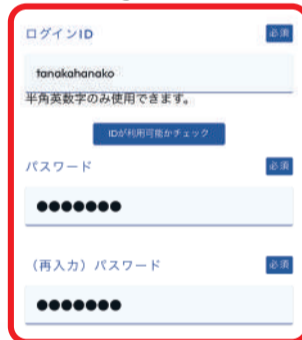 ログインID 必須
tanakahanako
半角英数字のみ使用できます。
IDが利用可能かチェック
パスワード 必須
●●●●●●●
（再入力）パスワード 必須
●●●●●●●